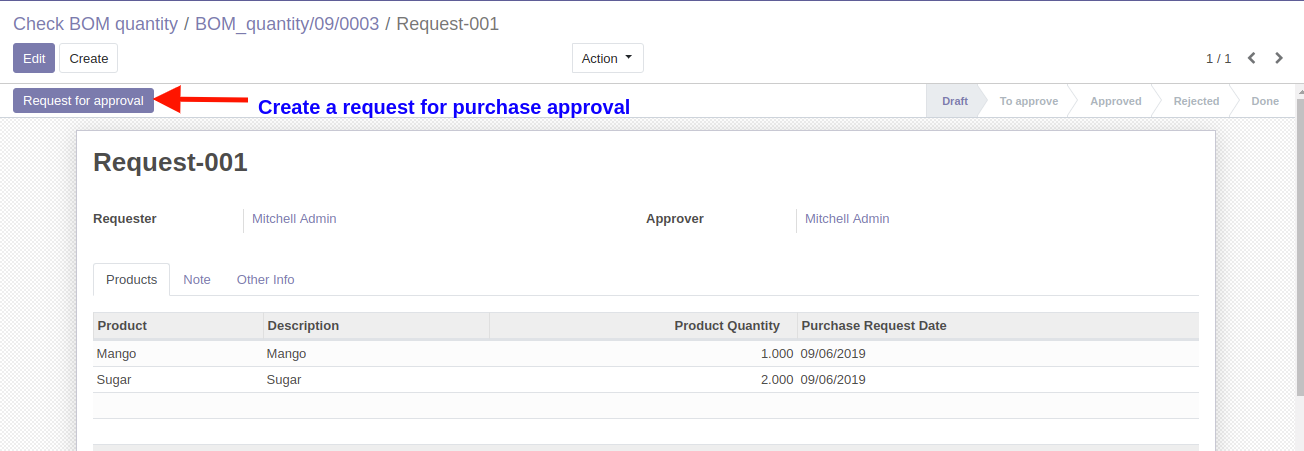 Check BOM quantity / BOM_quantity/09/0003 / Request-001
Edit Create Action 1 / 1
Request for approval Create a request for purchase approval Draft To approve Approved Rejected Done
Request-001
Requester Mitchell Admin Approver Mitchell Admin
Products Note Other Info
Product Description Product Quantity Purchase Request Date
Mango Mango 1.000 09/06/2019
Sugar Sugar 2.000 09/06/2019